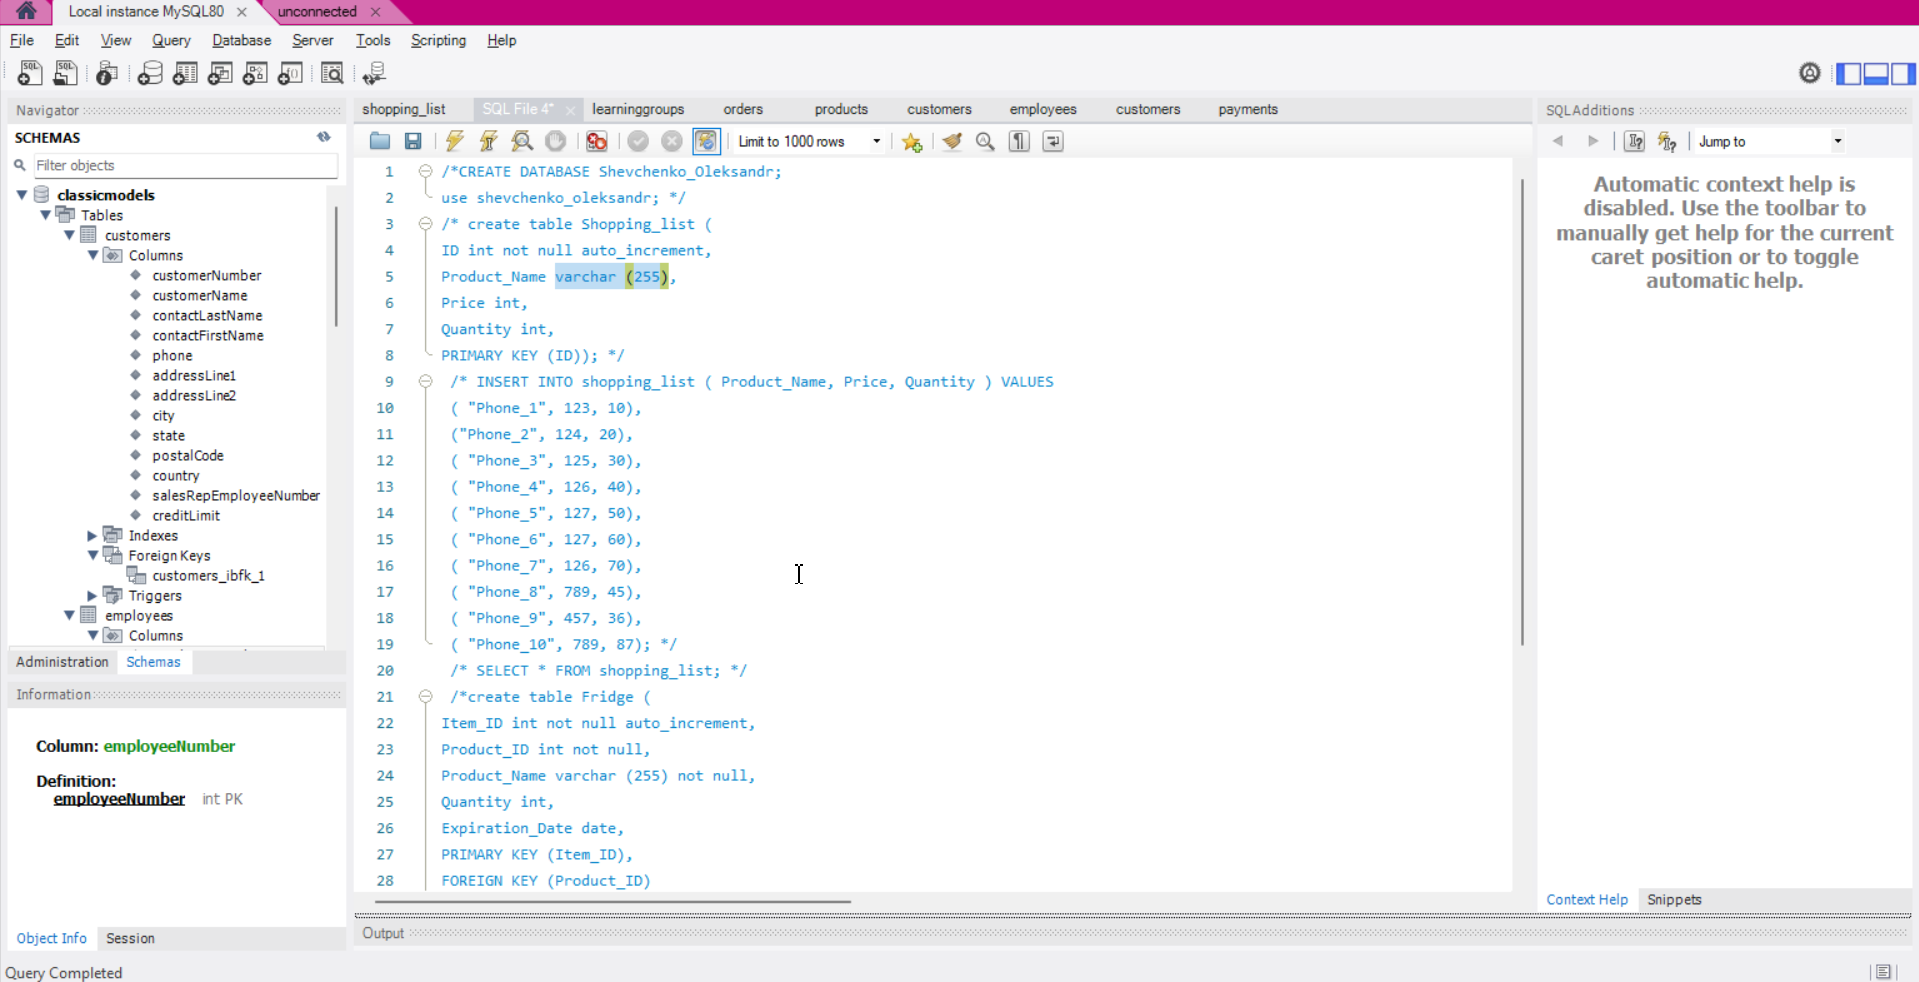 Local instance MySQL80
unconnected
File Edit View Query Database Server Tools Scripting Help
Navigator
SCHEMAS
Filter objects
classicmodels
Tables
customers
Columns
customerNumber
customerName
contactLastName
contactFirstName
phone
addressLine1
addressLine2
city
state
postalCode
country
salesRepEmployeeNumber
creditLimit
Indexes
Foreign Keys
customers_ibfk_1
Triggers
employees
Columns
Administration Schemas
Information
Column: employeeNumber
Definition:
employeeNumber int PK
Object Info Session
Query Completed
shopping_list SQL File 4* learninggroups orders products customers employees customers payments
Limit to 1000 rows
1 /*CREATE DATABASE Shevchenko_Oleksandr;
2 use shevchenko_oleksandr; */
3 /* create table Shopping_list (
4 ID int not null auto_increment,
5 Product_Name varchar (255),
6 Price int,
7 Quantity int,
8 PRIMARY KEY (ID)); */
9 /* INSERT INTO shopping_list ( Product_Name, Price, Quantity ) VALUES
10 ( "Phone_1", 123, 10),
11 ("Phone_2", 124, 20),
12 ( "Phone_3", 125, 30),
13 ( "Phone_4", 126, 40),
14 ( "Phone_5", 127, 50),
15 ( "Phone_6", 127, 60),
16 ( "Phone_7", 126, 70),
17 ( "Phone_8", 789, 45),
18 ( "Phone_9", 457, 36),
19 ( "Phone_10", 789, 87); */
20 /* SELECT * FROM shopping_list; */
21 /*create table Fridge (
22 Item_ID int not null auto_increment,
23 Product_ID int not null,
24 Product_Name varchar (255) not null,
25 Quantity int,
26 Expiration_Date date,
27 PRIMARY KEY (Item_ID),
28 FOREIGN KEY (Product_ID)
Output
SQLAdditions
Jump to
Automatic context help is
disabled. Use the toolbar to
manually get help for the current
caret position or to toggle
automatic help.
Context Help Snippets